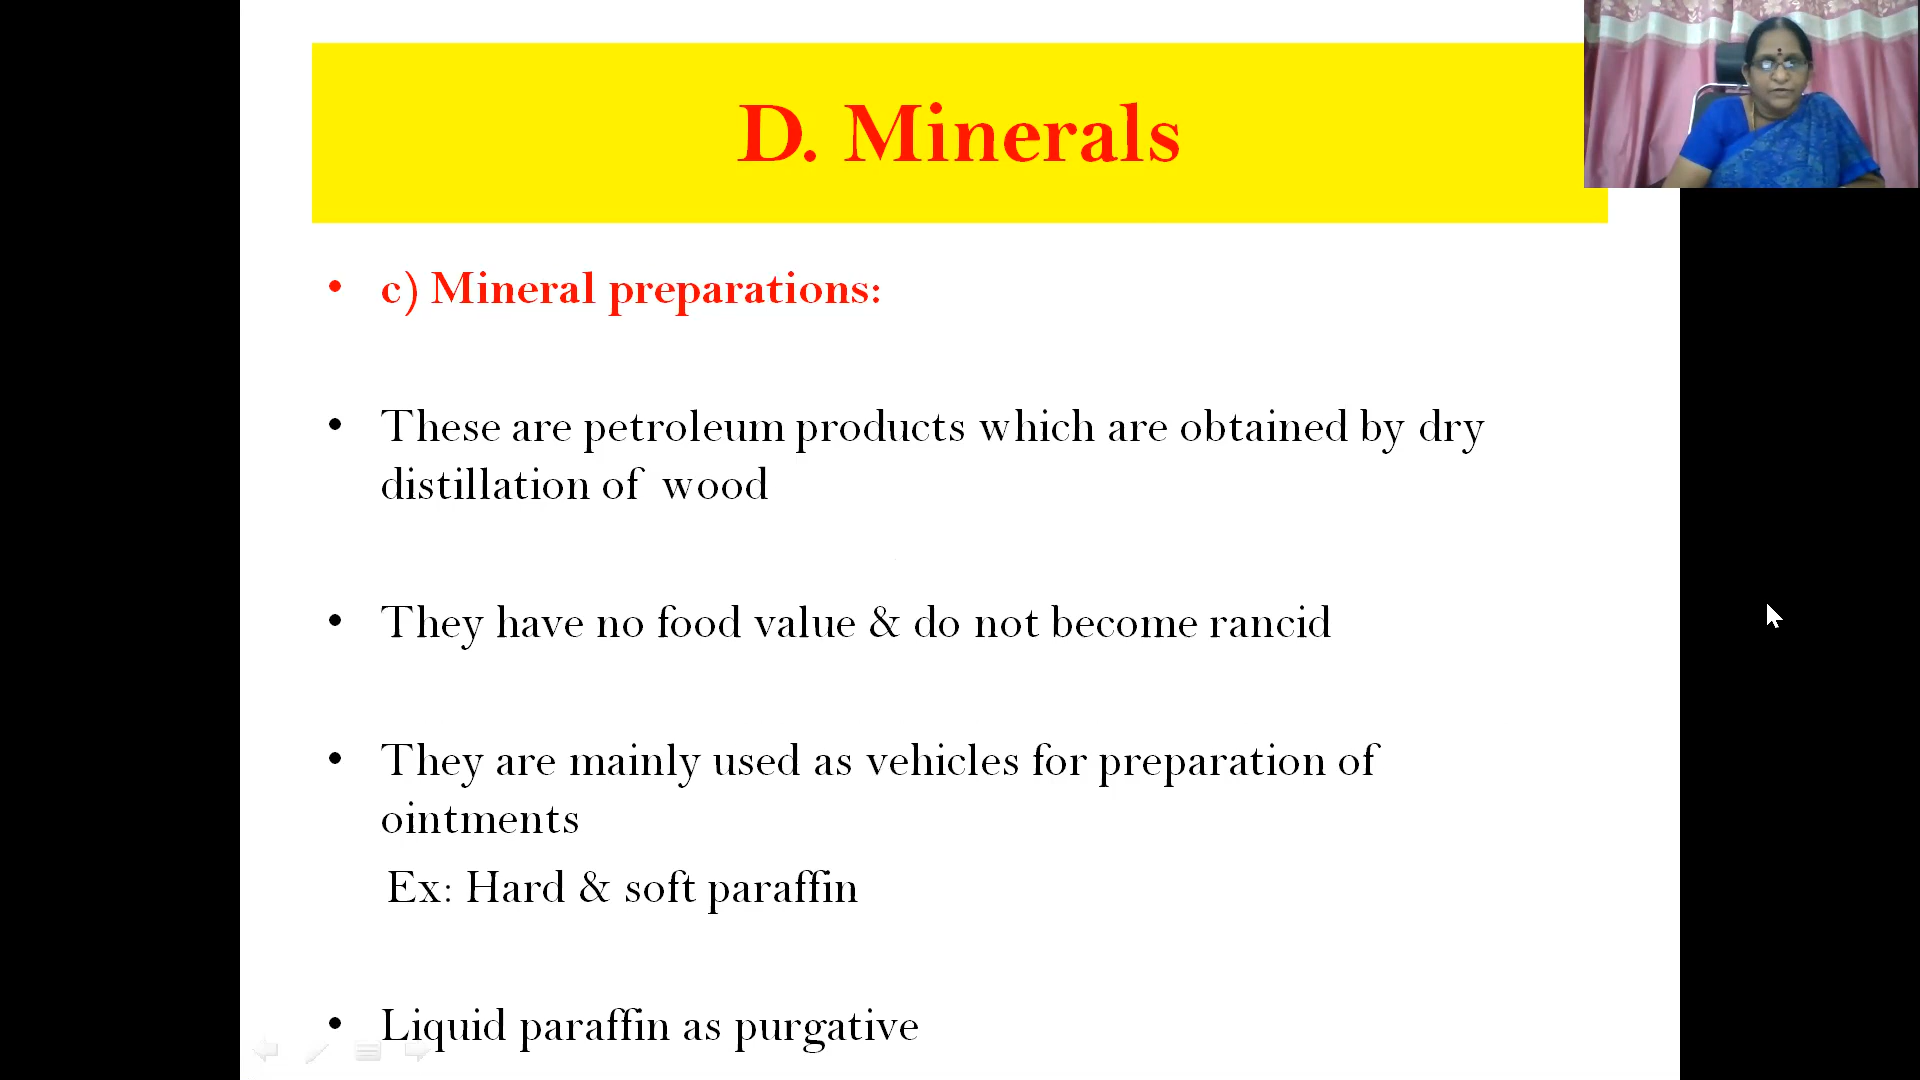 D. Minerals
• c) Mineral preparations:
• These are petroleum products which are obtained by dry
distillation of wood
• They have no food value & do not become rancid
• They are mainly used as vehicles for preparation of
ointments
Ex: Hard & soft paraffin
• Liquid paraffin as purgative